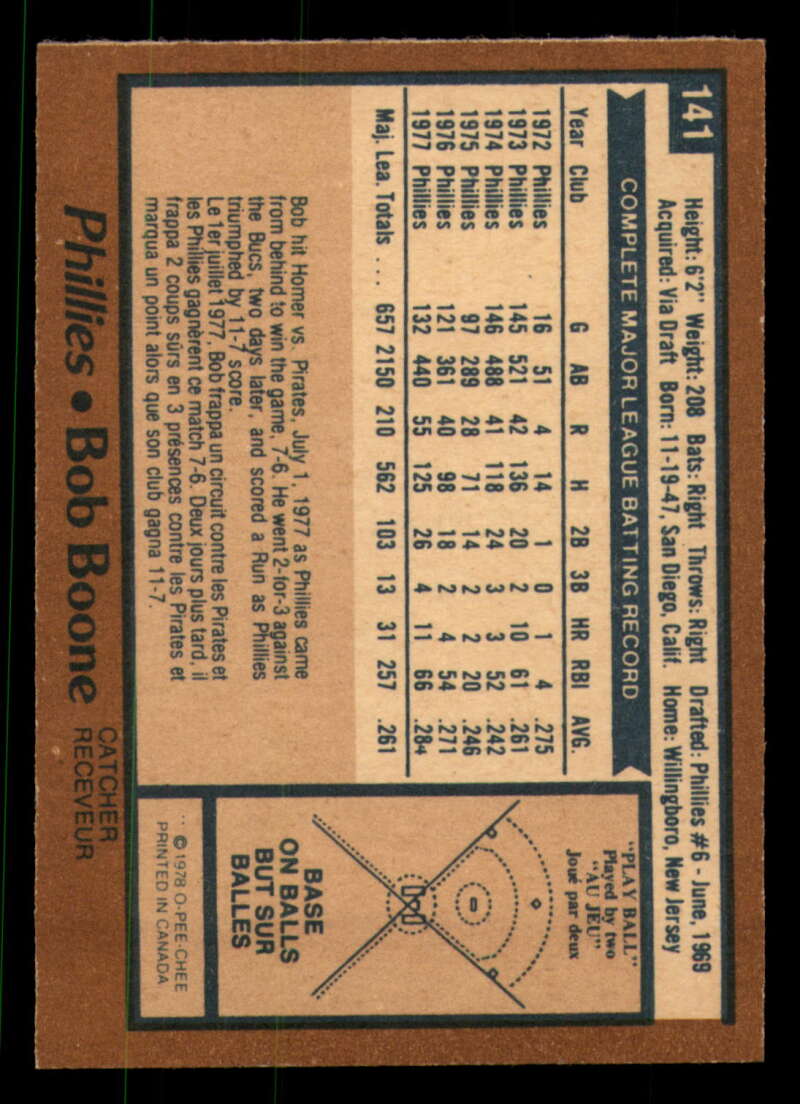 141
Height: 6'2" Weight: 208 Bats: Right Throws: Right Drafted: Phillies #6 - June, 1969
Acquired: Via Draft Born: 11-19-47, San Diego, Calif. Home: Willingboro, New Jersey
COMPLETE MAJOR LEAGUE BATTING RECORD
Year Club G AB R H 2B 3B HR RBI AVG.
1972 Phillies 16 51 4 14 1 0 1 4 .275
1973 Phillies 145 521 42 136 20 2 10 61 .261
1974 Phillies 146 488 41 118 24 3 3 52 .242
1975 Phillies 97 289 28 71 14 2 2 20 .246
1976 Phillies 121 361 40 98 18 2 4 54 .271
1977 Phillies 132 440 55 125 26 4 11 66 .284
Maj. Lea. Totals ... 657 2150 210 562 103 13 31 257 .261
Bob hit Homer vs. Pirates, July 1, 1977 as Phillies came
from behind to win the game, 7-6. He went 2-for-3 against
the Bucs, two days later, and scored a Run as Phillies
triumphed by 11-7 score.
Le 1er juillet 1977, Bob frappa un circuit contre les Pirates et
les Phillies gagnèrent ce match 7-6. Deux jours plus tard, il
frappa 2 coups sûrs en 3 présences contre les Pirates et
marqua un point alors que son club gagna 11-7.
"PLAY BALL"
Played by two
"AU JEU"
Joué par deux
BASE
ON BALLS
BUT SUR
BALLES
© 1978 O-PEE-CHEE
PRINTED IN CANADA
Phillies • Bob Boone
CATCHER
RECEVEUR